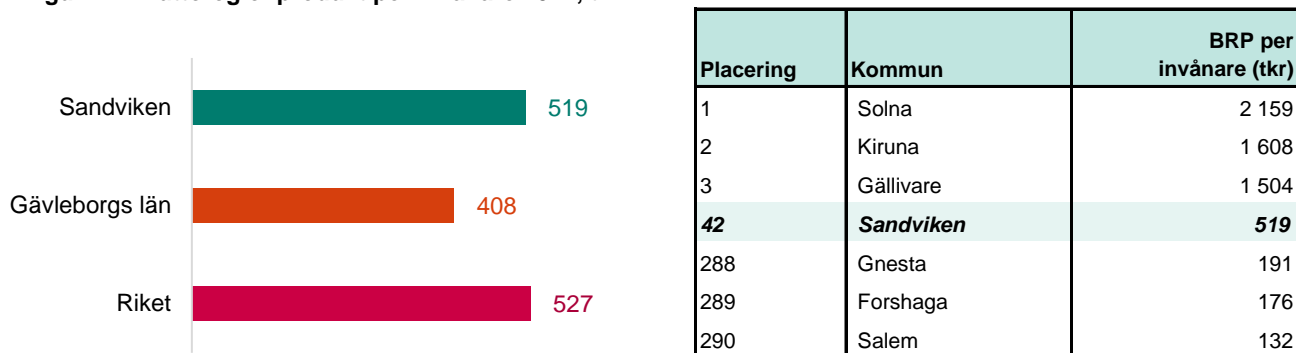 Sandviken 519
Gävleborgs län 408
Riket 527
Placering Kommun BRP per invånare (tkr)
1 Solna 2 159
2 Kiruna 1 608
3 Gällivare 1 504
42 Sandviken 519
288 Gnesta 191
289 Forshaga 176
290 Salem 132